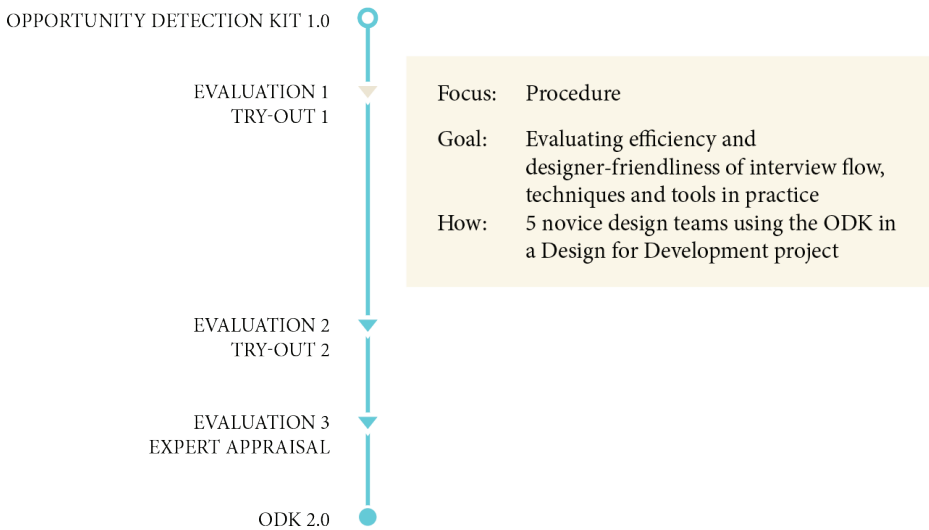 OPPORTUNITY DETECTION KIT 1.0
EVALUATION 1
TRY-OUT 1
Focus: Procedure
Goal: Evaluating efficiency and
designer-friendliness of interview flow,
techniques and tools in practice
How: 5 novice design teams using the ODK in
a Design for Development project
EVALUATION 2
TRY-OUT 2
EVALUATION 3
EXPERT APPRAISAL
ODK 2.0